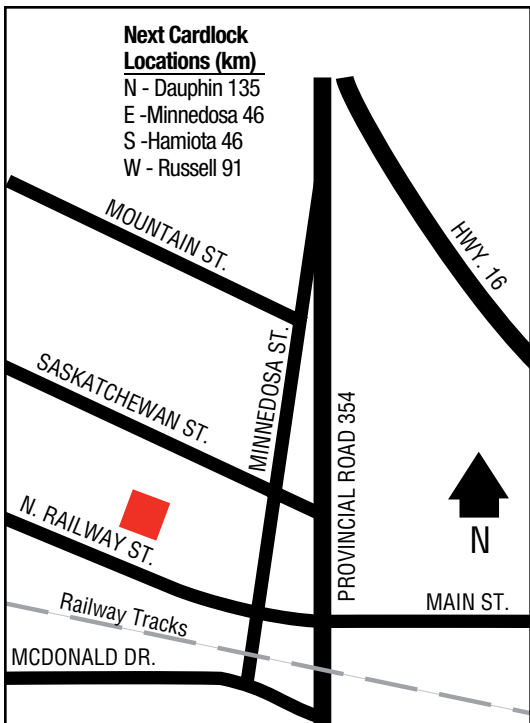 Next Cardlock
Locations (km)
N - Dauphin 135
E -Minnedosa 46
S -Hamiota 46
W - Russell 91
MOUNTAIN ST.
HWY. 16
SASKATCHEWAN ST.
MINNEDOSA ST.
PROVINCIAL ROAD 354
N. RAILWAY ST.
N
Railway Tracks
MAIN ST.
MCDONALD DR.